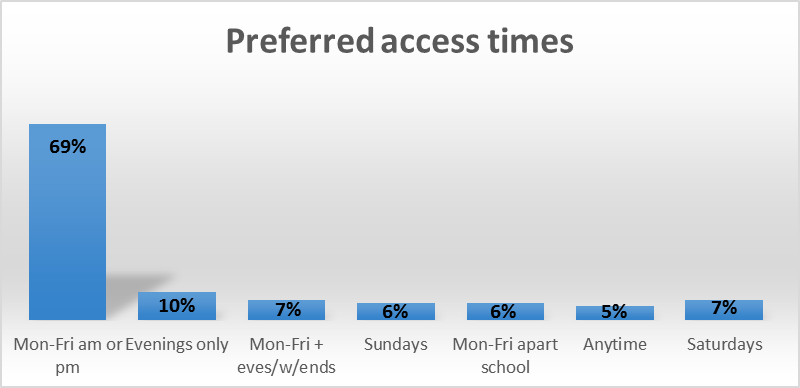 Preferred access times
69%
10%
7%
6%
6%
5%
7%
Mon-Fri am or
pm
Evenings only
Mon-Fri +
eves/w/ends
Sundays
Mon-Fri apart
school
Anytime
Saturdays